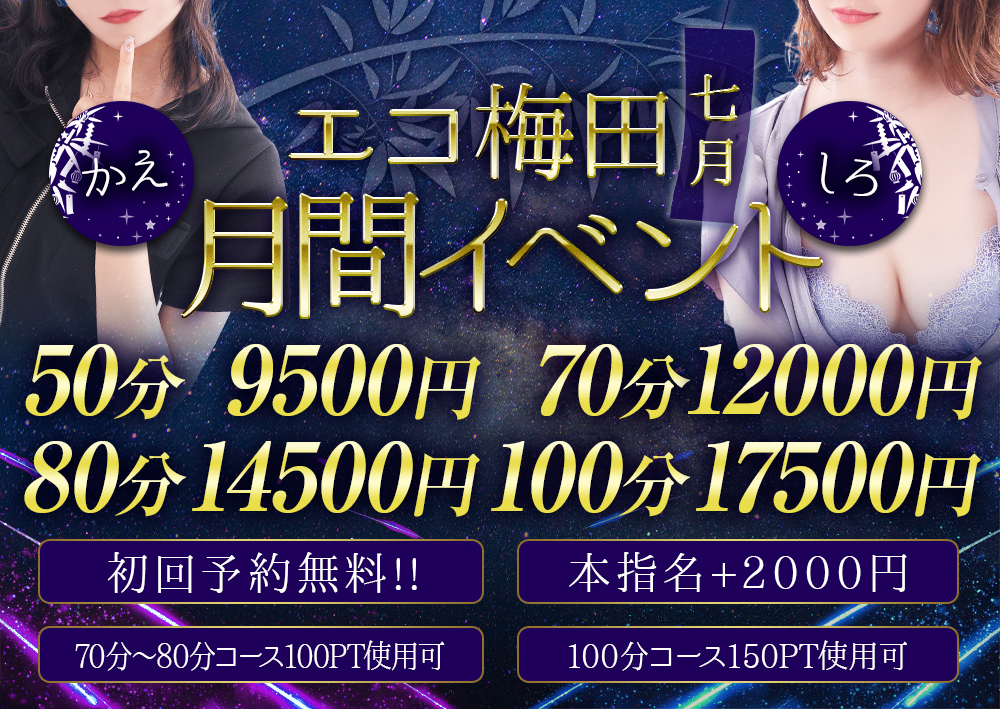 エコ梅田
七月
かえ
しろ
月間イベント
50分 9500円 70分12000円
80分14500円 100分17500円
初回予約無料!!
本指名+2000円
70分～80分コース100PT使用可
100分コース150PT使用可